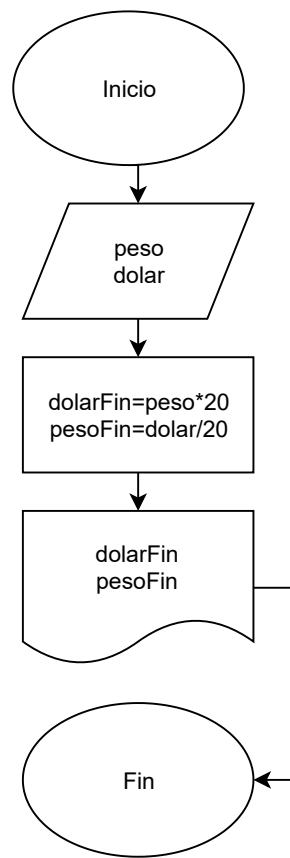 Inicio
peso
dolar
dolarFin=peso*20
pesoFin=dolar/20
dolarFin
pesoFin
Fin